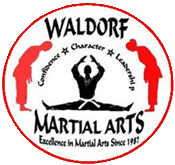 WALDORF
Confidence ★ Character ★ Leadership
MARTIAL ARTS
Excellence in Martial Arts Since 1987